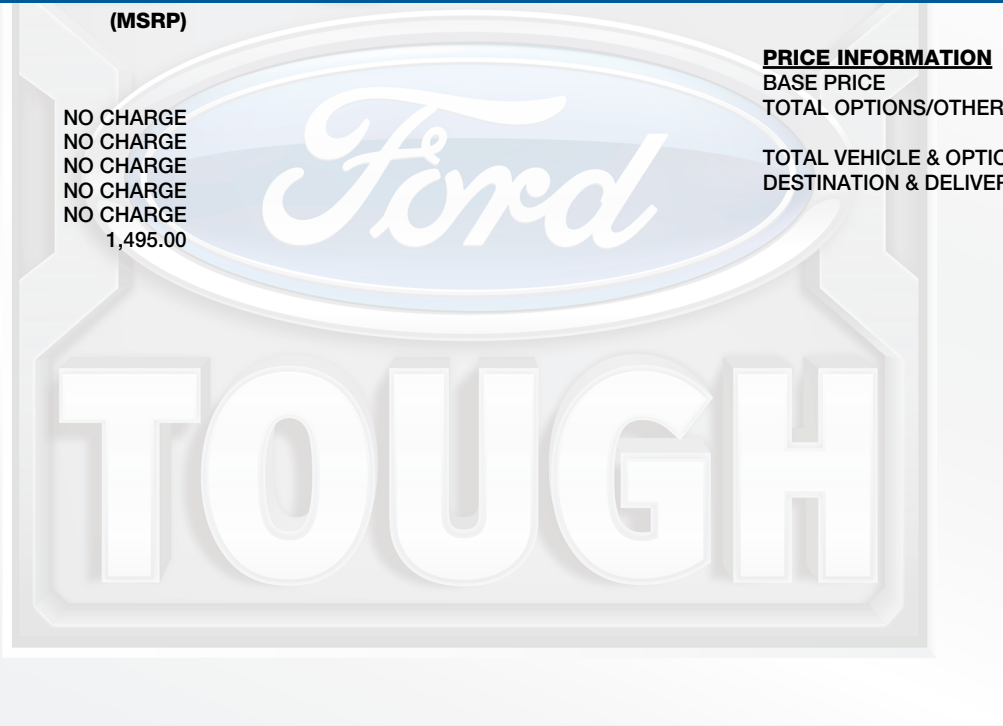 (MSRP)
NO CHARGE
NO CHARGE
NO CHARGE
NO CHARGE
NO CHARGE
1,495.00
PRICE INFORMATION
BASE PRICE
TOTAL OPTIONS/OTHER
TOTAL VEHICLE & OPTIO
DESTINATION & DELIVER
Ford
TOUGH